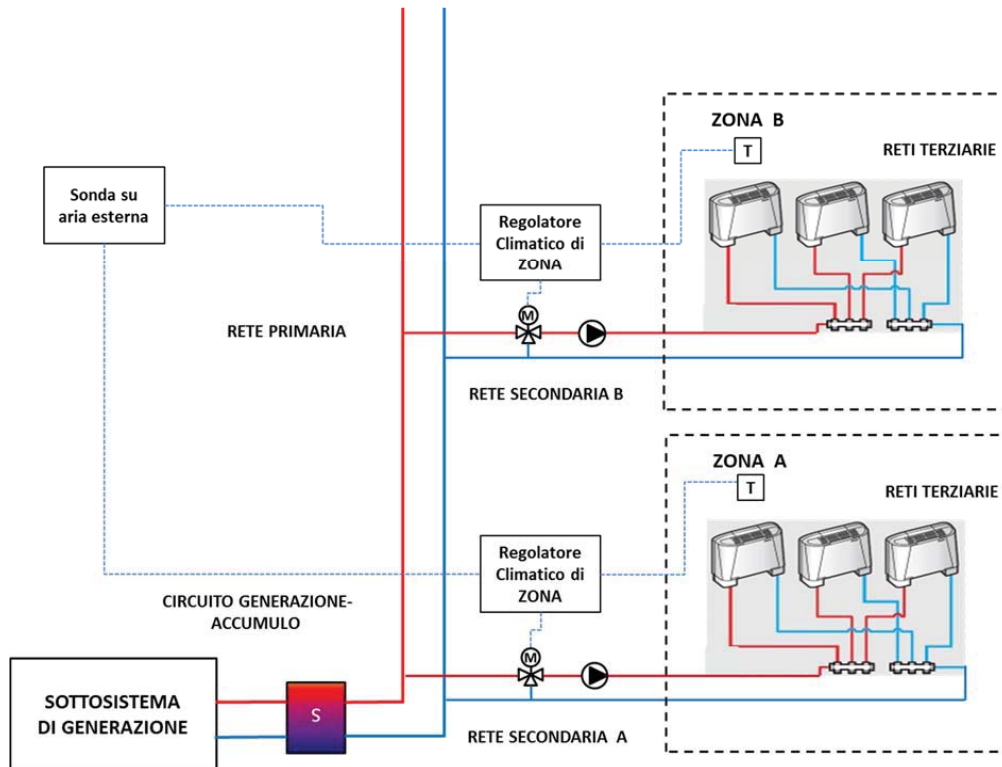 ZONA B
T
RETI TERZIARIE
Sonda su
aria esterna
Regolatore
Climatico di
ZONA
M
RETE PRIMARIA
RETE SECONDARIA B
ZONA A
T
RETI TERZIARIE
Regolatore
Climatico di
ZONA
CIRCUITO GENERAZIONE-
ACCUMULO
M
SOTTOSISTEMA
DI GENERAZIONE
S
RETE SECONDARIA A